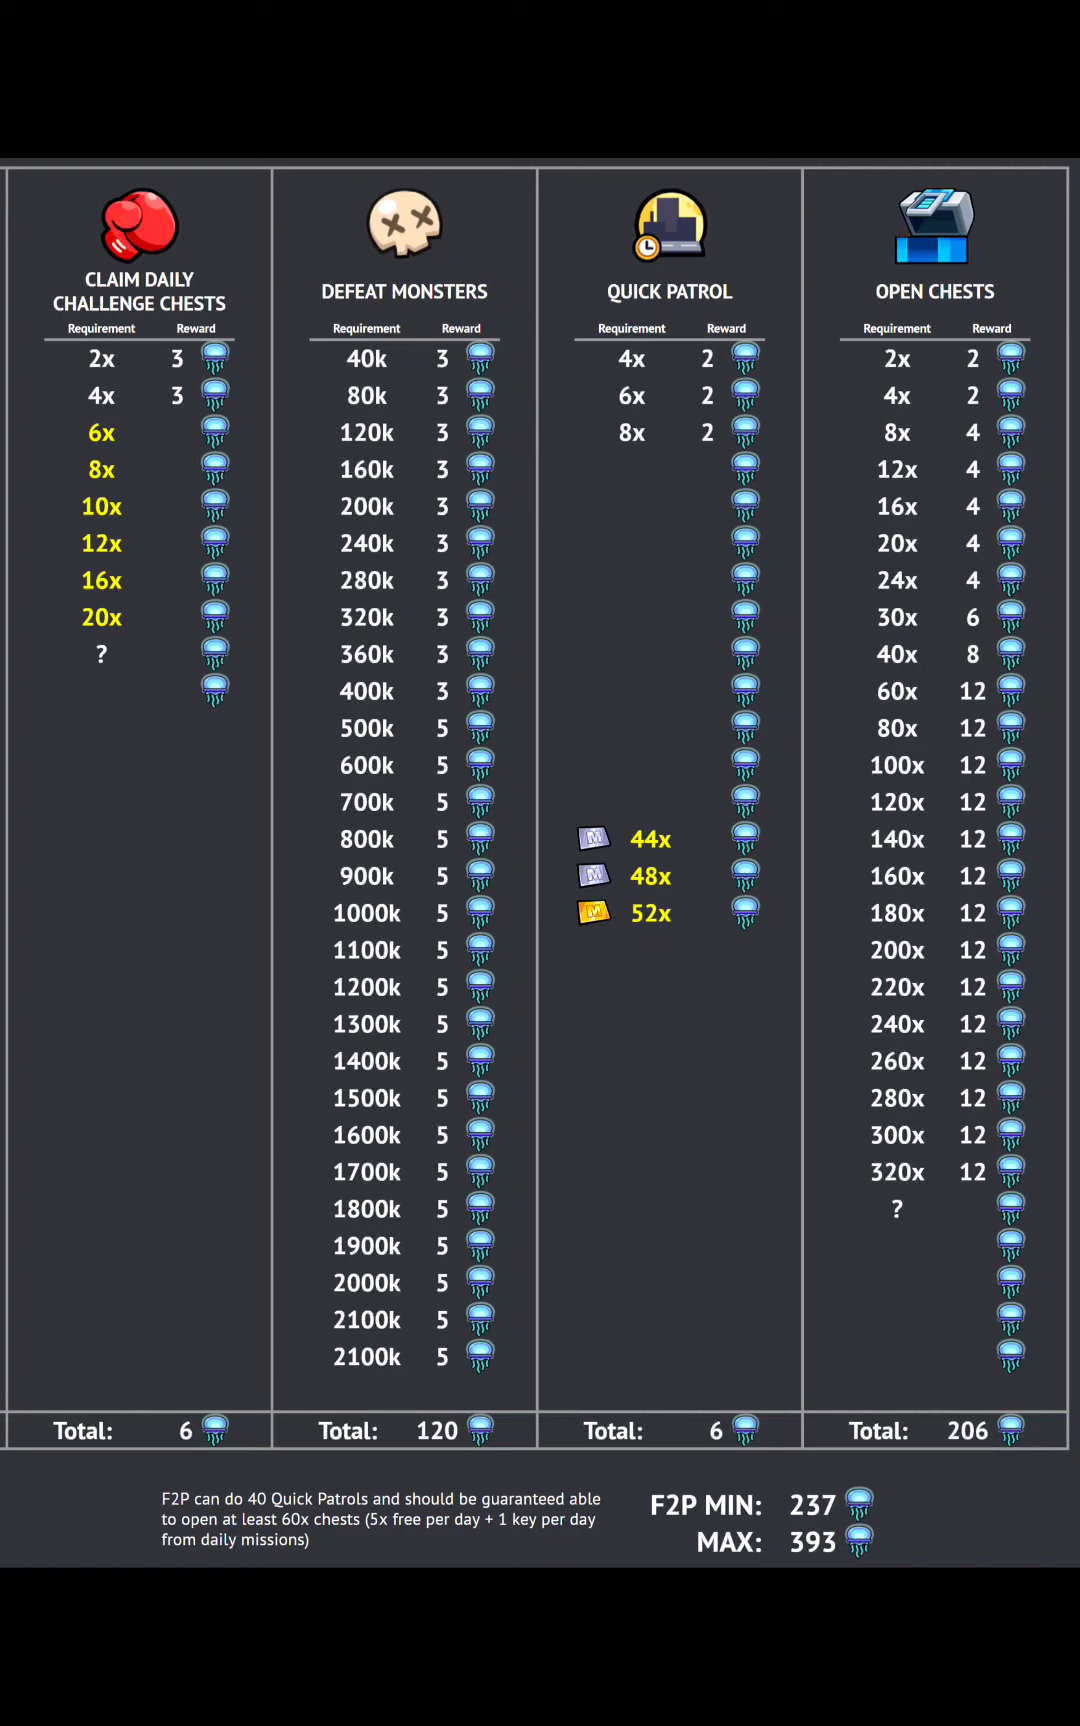 CLAIM DAILY
CHALLENGE CHESTS
Requirement Reward
2x 3
4x 3
6x
8x
10x
12x
16x
20x
?
Total: 6
DEFEAT MONSTERS
Requirement Reward
40k 3
80k 3
120k 3
160k 3
200k 3
240k 3
280k 3
320k 3
360k 3
400k 3
500k 5
600k 5
700k 5
800k 5
900k 5
1000k 5
1100k 5
1200k 5
1300k 5
1400k 5
1500k 5
1600k 5
1700k 5
1800k 5
1900k 5
2000k 5
2100k 5
2100k 5
Total: 120
QUICK PATROL
Requirement Reward
4x 2
6x 2
8x 2
M 44x
M 48x
M 52x
Total: 6
OPEN CHESTS
Requirement Reward
2x 2
4x 2
8x 4
12x 4
16x 4
20x 4
24x 4
30x 6
40x 8
60x 12
80x 12
100x 12
120x 12
140x 12
160x 12
180x 12
200x 12
220x 12
240x 12
260x 12
280x 12
300x 12
320x 12
?
Total: 206
F2P can do 40 Quick Patrols and should be guaranteed able
to open at least 60x chests (5x free per day + 1 key per day
from daily missions)
F2P MIN: 237
MAX: 393